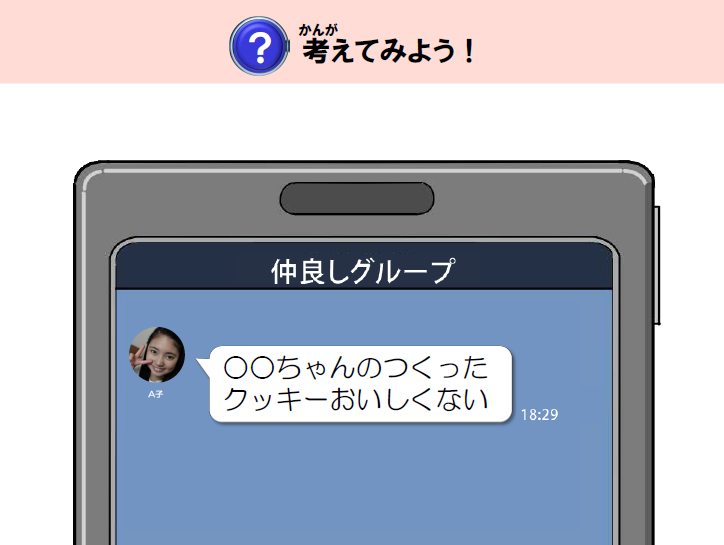 かんが
考えてみよう！
仲良しグループ
〇〇ちゃんのつくった
クッキーおいしくない
A子
18:29